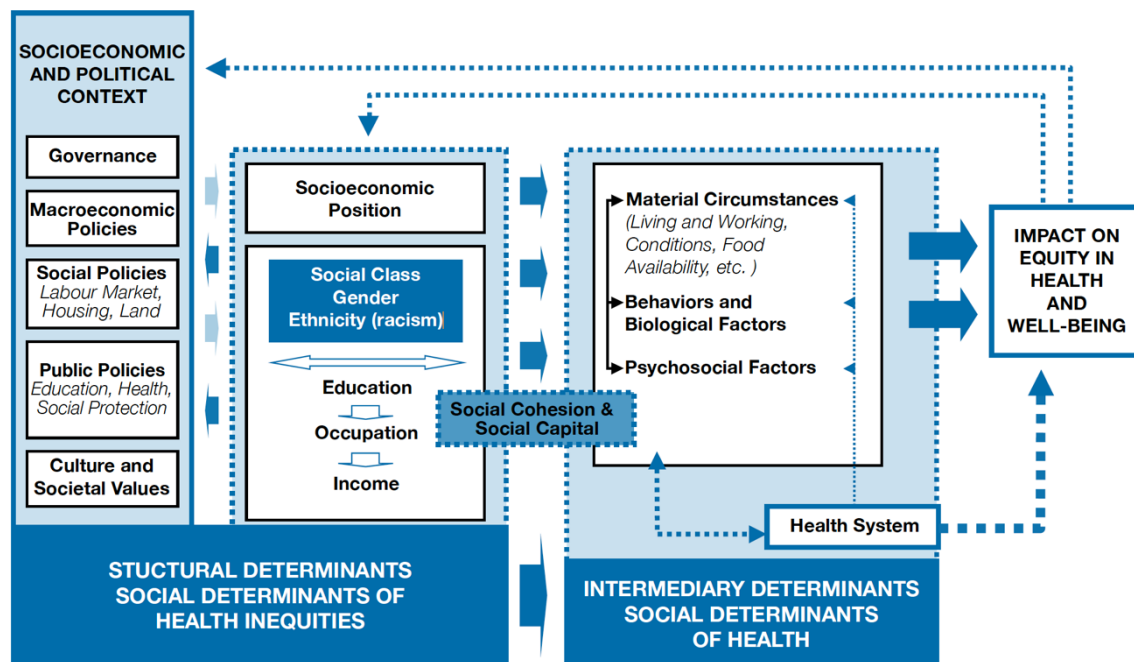 SOCIOECONOMIC
AND POLITICAL
CONTEXT
Governance
Macroeconomic
Policies
Social Policies
Labour Market,
Housing, Land
Public Policies
Education, Health,
Social Protection
Culture and
Societal Values
Socioeconomic
Position
Social Class
Gender
Ethnicity (racism)
Education
Occupation
Income
Social Cohesion &
Social Capital
Material Circumstances
(Living and Working,
Conditions, Food
Availability, etc. )
Behaviors and
Biological Factors
Psychosocial Factors
Health System
IMPACT ON
EQUITY IN
HEALTH
AND
WELL-BEING
STUCTURAL DETERMINANTS
SOCIAL DETERMINANTS OF
HEALTH INEQUITIES
INTERMEDIARY DETERMINANTS
SOCIAL DETERMINANTS
OF HEALTH